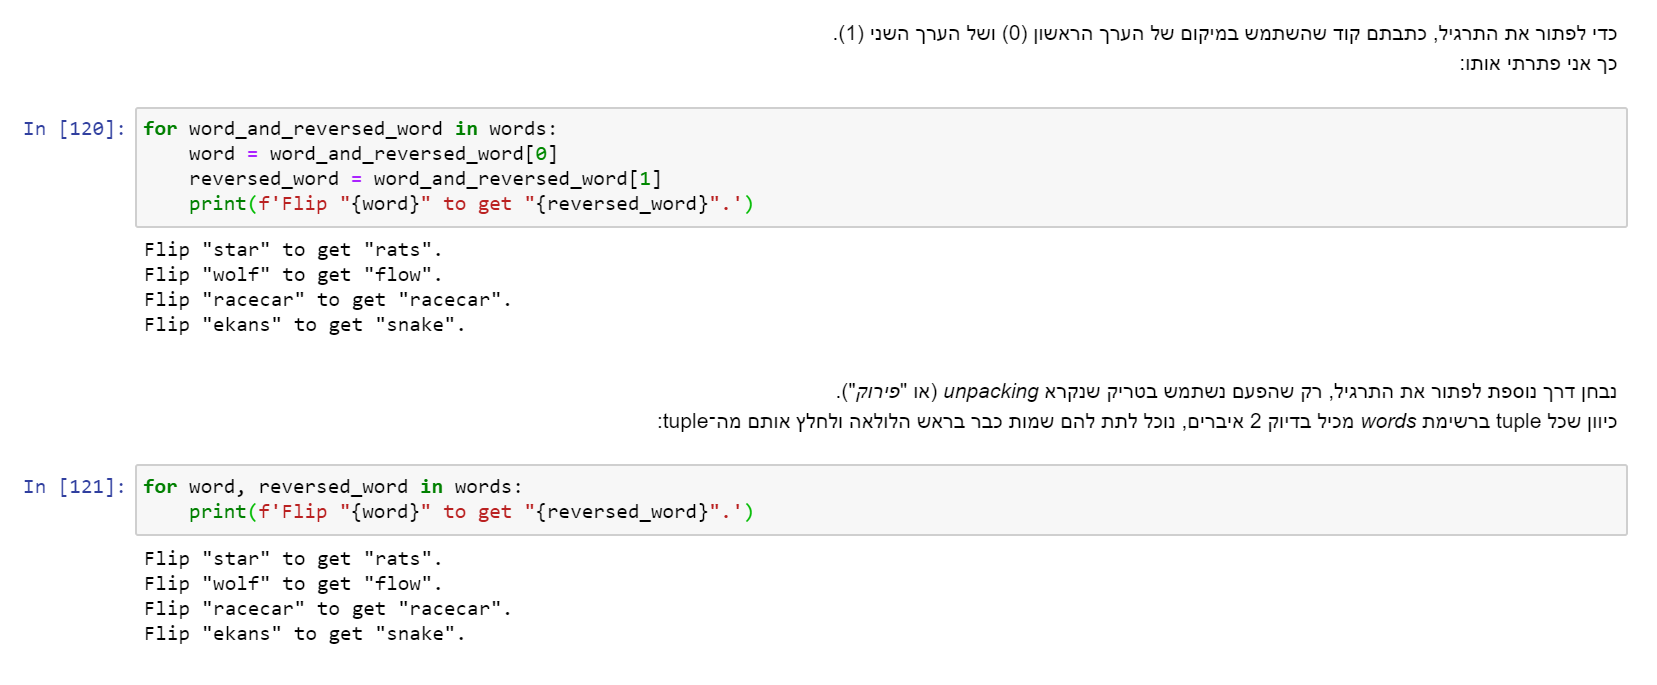 כדי לפתור את התרגיל, כתבתם קוד שהשתמש במיקום של הערך הראשון (0) ושל הערך השני (1).
כך אני פתרתי אותו:
In [120]: for word_and_reversed_word in words:
    word = word_and_reversed_word[0]
    reversed_word = word_and_reversed_word[1]
    print(f'Flip "{word}" to get "{reversed_word}".')
Flip "star" to get "rats".
Flip "wolf" to get "flow".
Flip "racecar" to get "racecar".
Flip "ekans" to get "snake".
נבחן דרך נוספת לפתור את התרגיל, רק שהפעם נשתמש בטריק שנקרא unpacking (או "פירוק").
כיוון שכל tuple ברשימת words מכיל בדיוק 2 איברים, נוכל לתת להם שמות כבר בראש הלולאה ולחלץ אותם מה־tuple:
In [121]: for word, reversed_word in words:
    print(f'Flip "{word}" to get "{reversed_word}".')
Flip "star" to get "rats".
Flip "wolf" to get "flow".
Flip "racecar" to get "racecar".
Flip "ekans" to get "snake".